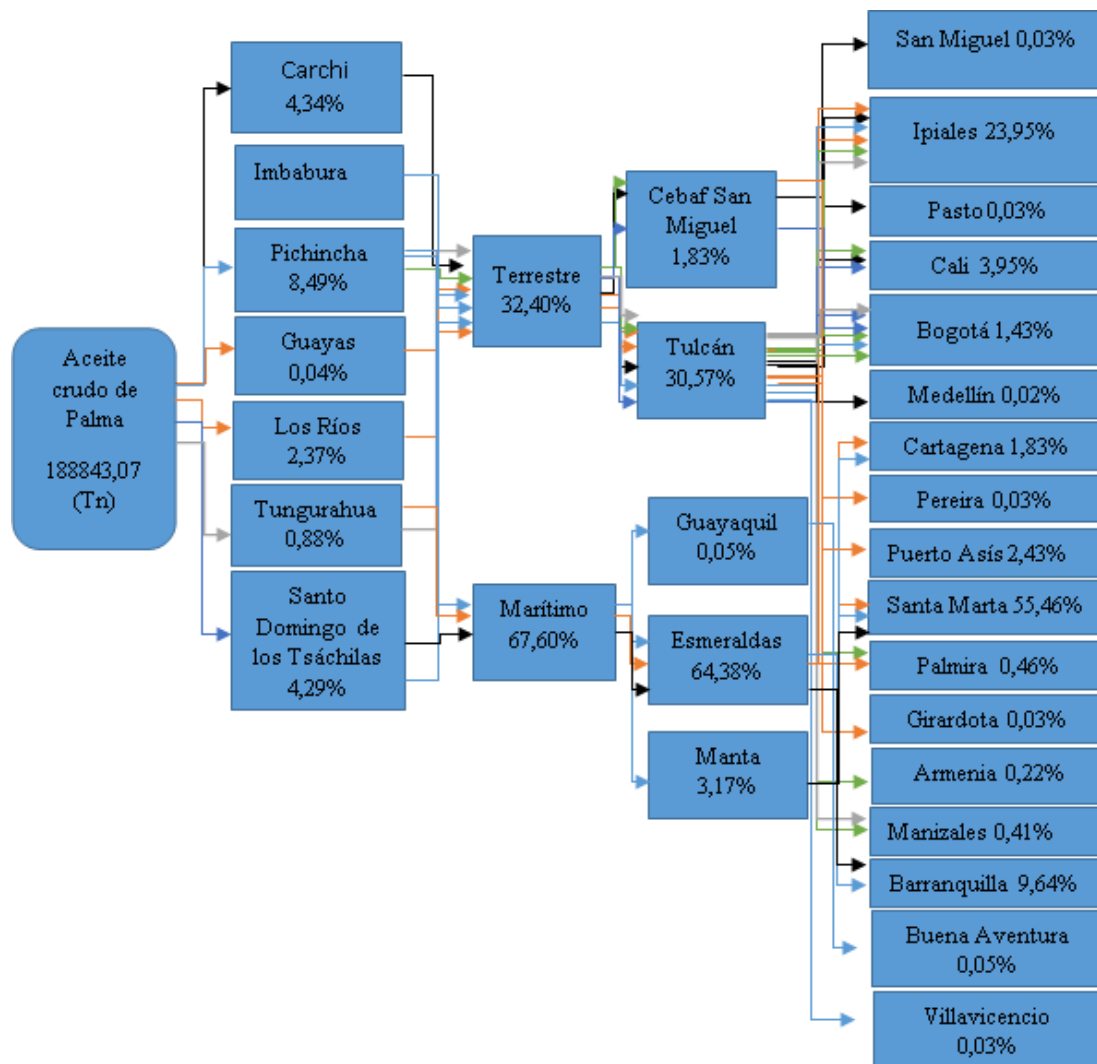 Aceite
crudo de
Palma
188843,07
(Tn)
Carchi
4,34%
Imbabura
Pichincha
8,49%
Guayas
0,04%
Los Ríos
2,37%
Tungurahua
0,88%
Santo
Domingo de
los Tsáchilas
4,29%
Terrestre
32,40%
Marítimo
67,60%
Cebaf San
Miguel
1,83%
Tulcán
30,57%
Guayaquil
0,05%
Esmeraldas
64,38%
Manta
3,17%
San Miguel 0,03%
Ipiales 23,95%
Pasto 0,03%
Cali 3,95%
Bogotá 1,43%
Medellín 0,02%
Cartagena 1,83%
Pereira 0,03%
Puerto Asís 2,43%
Santa Marta 55,46%
Palmira 0,46%
Girardota 0,03%
Armenia 0,22%
Manizales 0,41%
Barranquilla 9,64%
Buena Aventura
0,05%
Villavicencio
0,03%